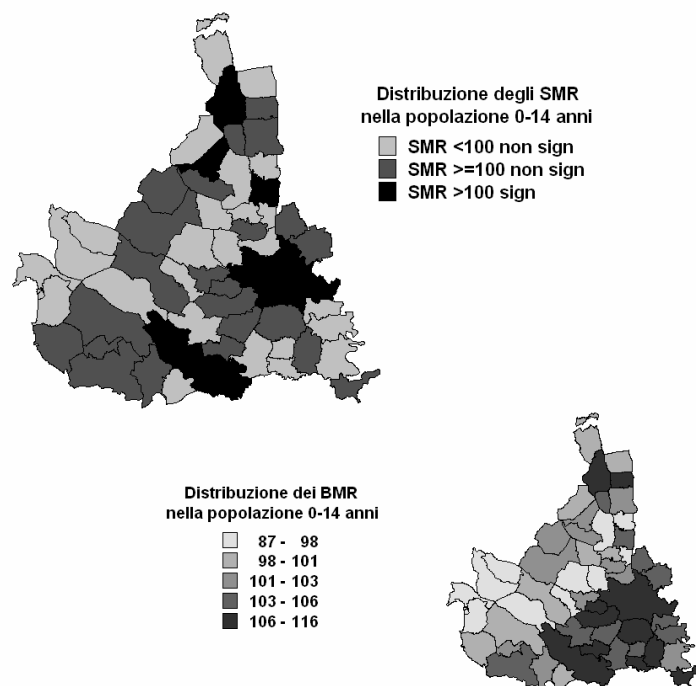 Distribuzione degli SMR
nella popolazione 0-14 anni
SMR <100 non sign
SMR >=100 non sign
SMR >100 sign
Distribuzione dei BMR
nella popolazione 0-14 anni
87 - 98
98 - 101
101 - 103
103 - 106
106 - 116